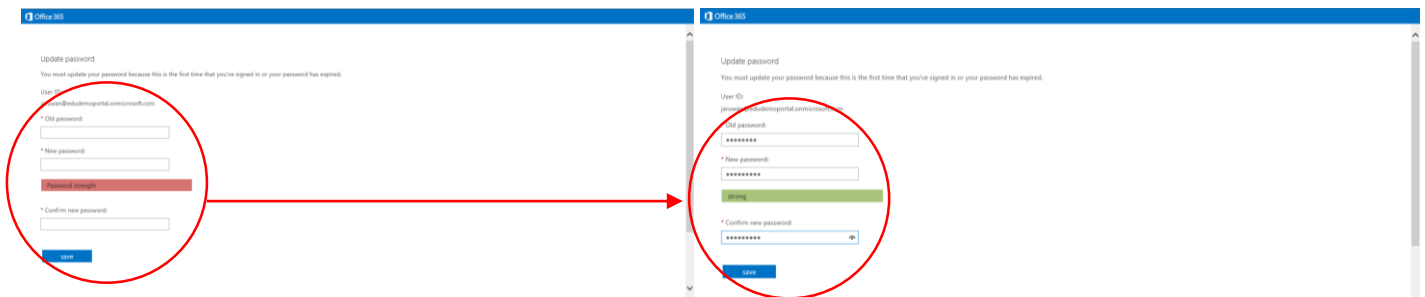 Office 365
Update password
You must update your password because this is the first time that you've signed in or your password has expired.
User ID:
@edudemoportal.onmicrosoft.com
* Old password:
* New password:
Password strength
* Confirm new password:
save
Office 365
Update password
You must update your password because this is the first time that you've signed in or your password has expired.
User ID:
* Old password:
••••••••
* New password:
•••••••••
strong
* Confirm new password:
•••••••••
save